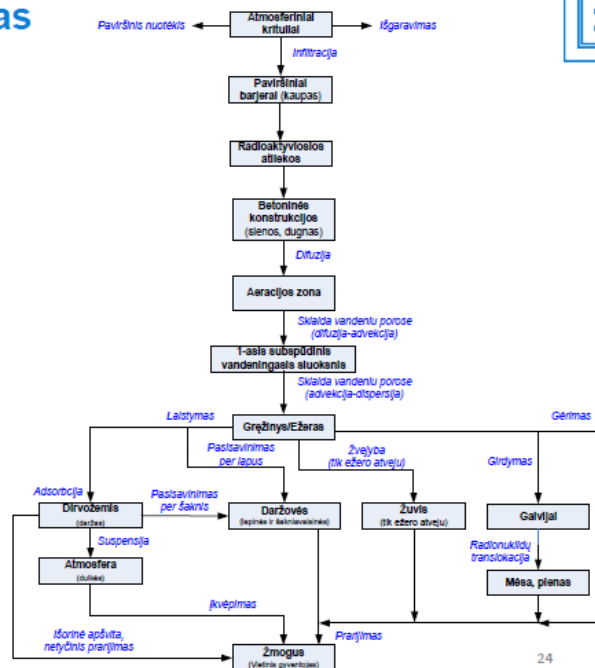 as
Atmosferiniai
krituliai
Paviršinis nuotėkis
Išgaravimas
Infiltracija
Paviršiniai
barjerai (kaupas)
Radioaktyviosios
atliekos
Betoninės
konstrukcijos
(sienos, dugnas)
Difuzija
Aeracijos zona
Sklaida vandeniu porose
(difuzija-advekcija)
1-asis subspūdinis
vandeningasis sluoksnis
Sklaida vandeniu porose
(advekcija-dispersija)
Laistymas
Gręžinys/Ežeras
Gėrimas
Pasisavinimas
per lapus
Žvejyba
(tik ežero atveju)
Girdymas
Adsorbcija
Dirvožemis
(daržas)
Pasisavinimas
per šaknis
Daržovės
(lapinės ir šakniavaisinės)
Žuvis
(tik ežero atveju)
Galvijai
Suspensija
Radionuklidų
translokacija
Atmosfera
(dulkės)
Mėsa, pienas
Įkvėpimas
Išorinė apšvita,
netyčinis prarijimas
Prarijimas
Žmogus
(Vietinis gyventojas)
24